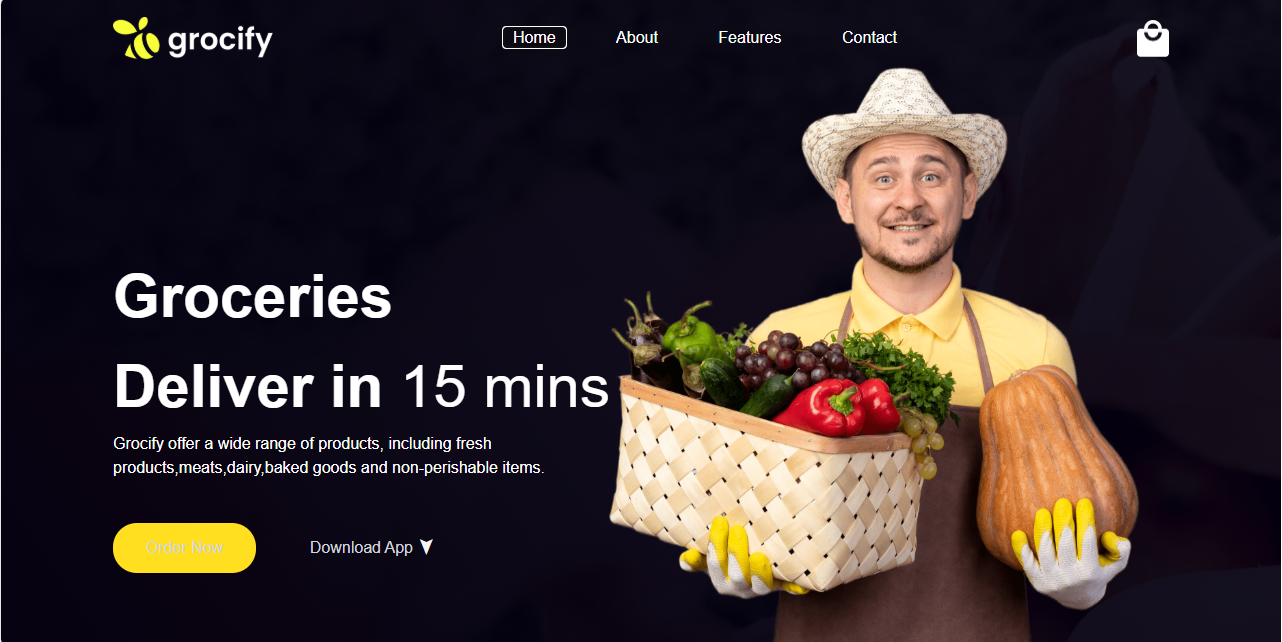 grocify
Home
About
Features
Contact
Groceries
Deliver in 15 mins
Grocify offer a wide range of products, including fresh
products,meats,dairy,baked goods and non-perishable items.
Order Now
Download App